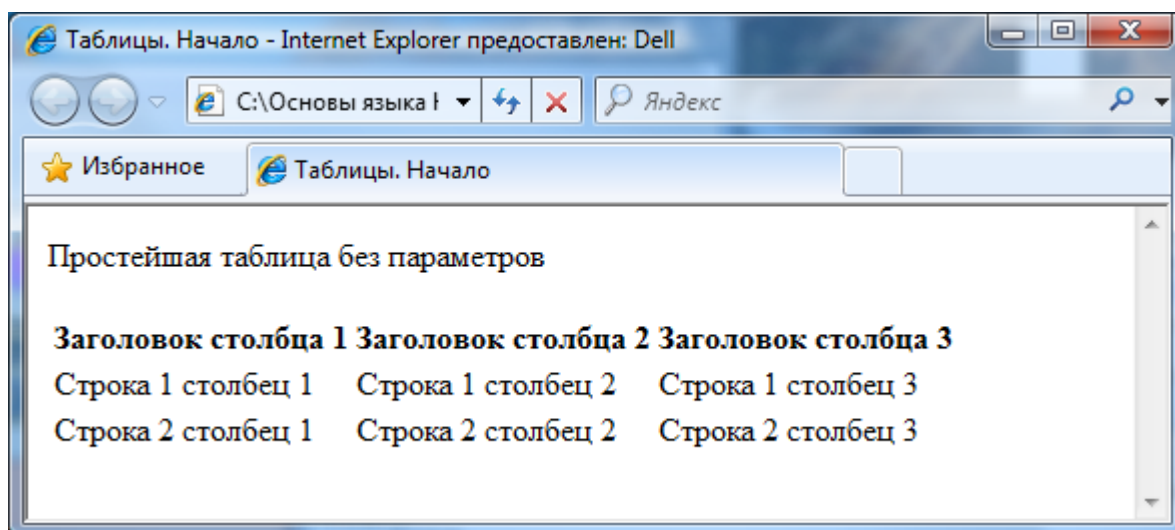 Таблицы. Начало - Internet Explorer предоставлен: Dell
C:\Основы языка Яндекс
Избранное Таблицы. Начало
Простейшая таблица без параметров
Заголовок столбца 1 Заголовок столбца 2 Заголовок столбца 3
Строка 1 столбец 1 Строка 1 столбец 2 Строка 1 столбец 3
Строка 2 столбец 1 Строка 2 столбец 2 Строка 2 столбец 3